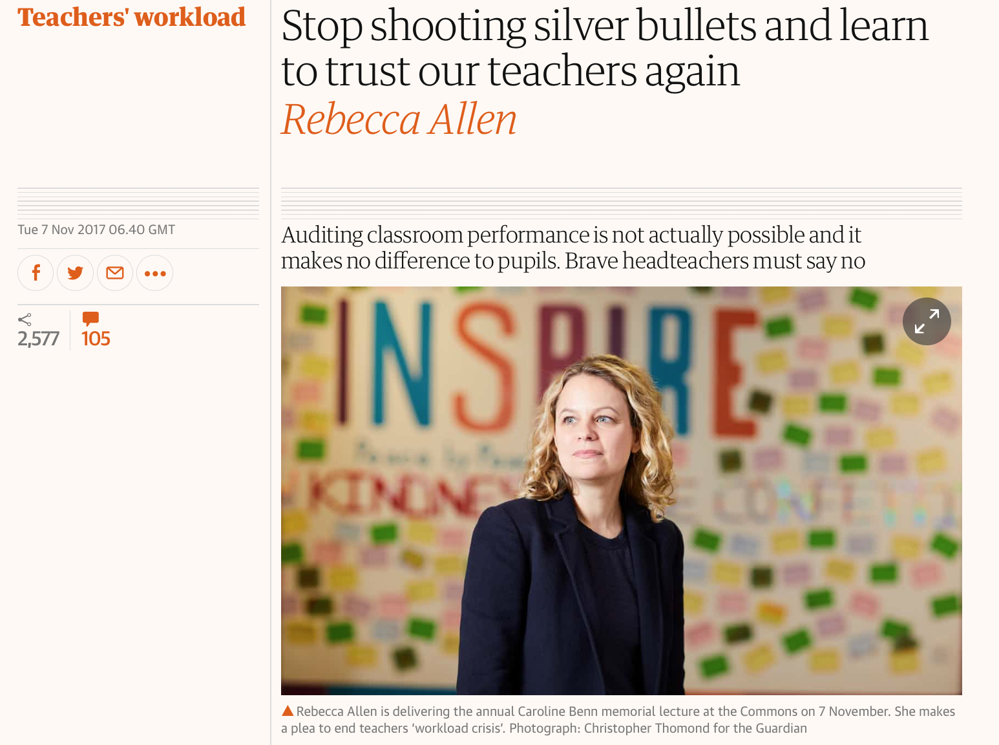 Teachers' workload
Stop shooting silver bullets and learn
to trust our teachers again
Rebecca Allen
Tue 7 Nov 2017 06.40 GMT
2,577
105
Auditing classroom performance is not actually possible and it
makes no difference to pupils. Brave headteachers must say no
INSPIRE
KINDNE
CONFETTI
Rebecca Allen is delivering the annual Caroline Benn memorial lecture at the Commons on 7 November. She makes
a plea to end teachers ‘workload crisis’. Photograph: Christopher Thomond for the Guardian